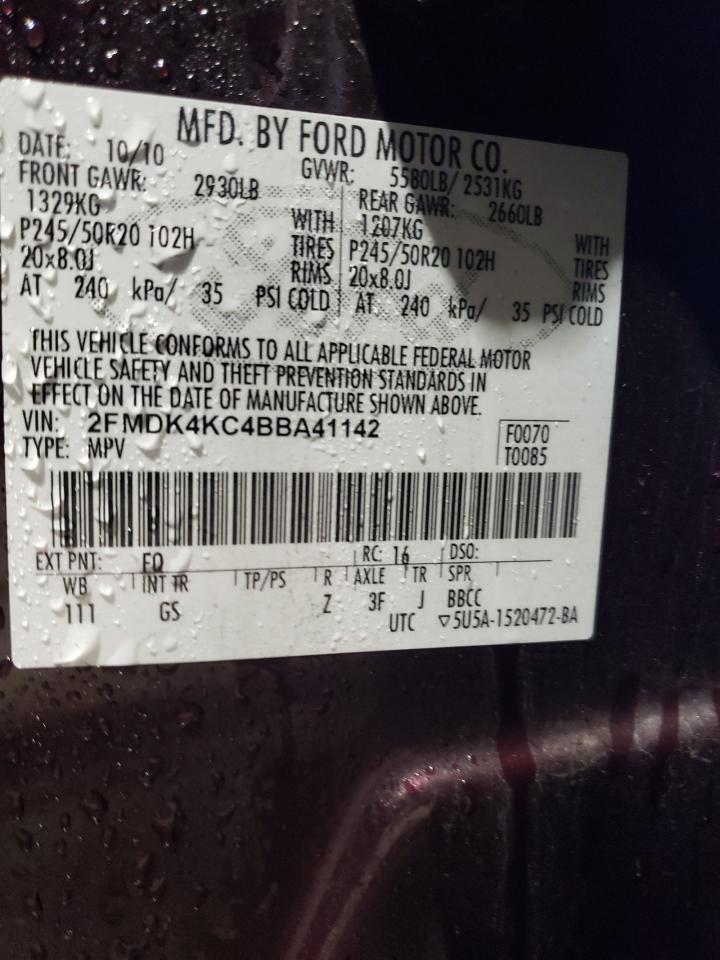 MFD. BY FORD MOTOR CO.
DATE: 10/10 GVWR: 5580LB/ 2531KG
FRONT GAWR: 2930LB REAR GAWR: 2660LB
1329KG WITH 1207KG WITH
P245/50R20 102H TIRES P245/50R20 102H TIRES
20x8.0J RIMS 20x8.0J RIMS
AT 240 kPa/ 35 PSI COLD AT 240 kPa/ 35 PSI COLD
THIS VEHICLE CONFORMS TO ALL APPLICABLE FEDERAL MOTOR
VEHICLE SAFETY AND THEFT PREVENTION STANDARDS IN
EFFECT ON THE DATE OF MANUFACTURE SHOWN ABOVE.
VIN: 2FMDK4KC4BBA41142 F0070
TYPE: MPV T0085
EXT PNT: FQ RC: 16 DSO:
WB INT TR TP/PS R AXLE TR SPR
111 GS Z 3F J BBCC
UTC ▽5U5A-1520472-BA